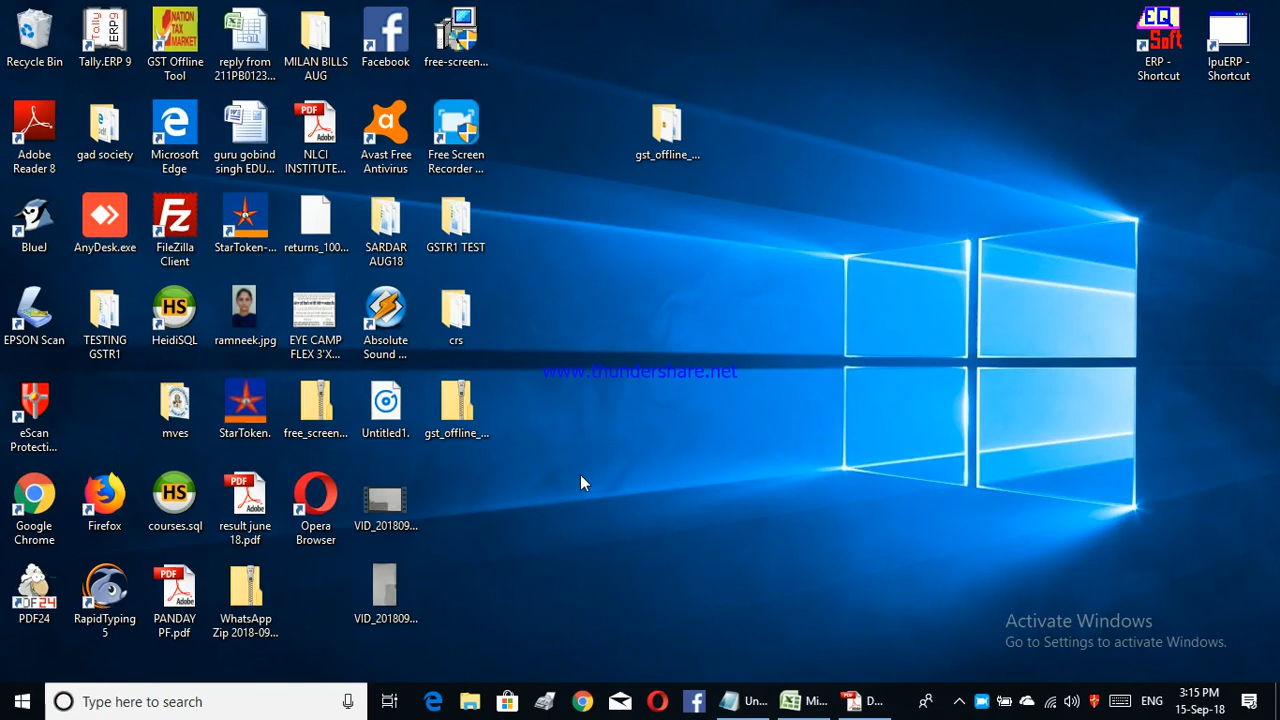 Recycle Bin
Tally.ERP 9
GST Offline
Tool
reply from
211PB0123...
MILAN BILLS
AUG
Facebook
free-screen...
ERP -
Shortcut
IpuERP -
Shortcut
Adobe
Reader 8
gad society
Microsoft
Edge
guru gobind
singh EDU...
NLCI
INSTITUTE...
Avast Free
Antivirus
Free Screen
Recorder ...
gst_offline_...
BlueJ
AnyDesk.exe
FileZilla
Client
StarToken-...
returns_100...
SARDAR
AUG18
GSTR1 TEST
EPSON Scan
TESTING
GSTR1
HeidiSQL
ramneek.jpg
EYE CAMP
FLEX 3'X...
Absolute
Sound ...
crs
www.thundershare.net
eScan
Protecti...
mves
StarToken.
free_screen...
Untitled1.
gst_offline_...
Google
Chrome
Firefox
courses.sql
result june
18.pdf
Opera
Browser
VID_201809...
PDF24
RapidTyping
5
PANDAY
PF.pdf
WhatsApp
Zip 2018-09...
VID_201809...
Activate Windows
Go to Settings to activate Windows.
Type here to search
Un...
Mi...
D...
ENG
3:15 PM
15-Sep-18